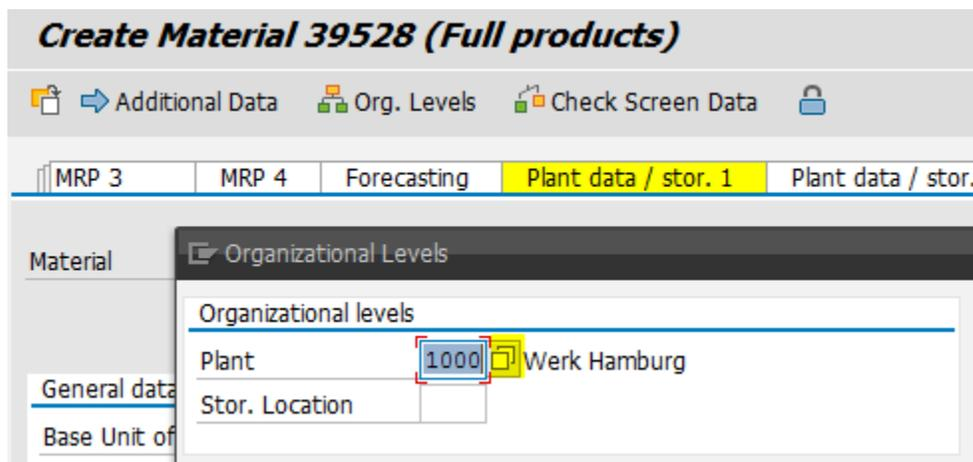 Create Material 39528 (Full products)
Additional Data Org. Levels Check Screen Data
MRP 3 MRP 4 Forecasting Plant data / stor. 1 Plant data / stor.
Material
Organizational Levels
Organizational levels
Plant 1000 Werk Hamburg
General data
Stor. Location
Base Unit of